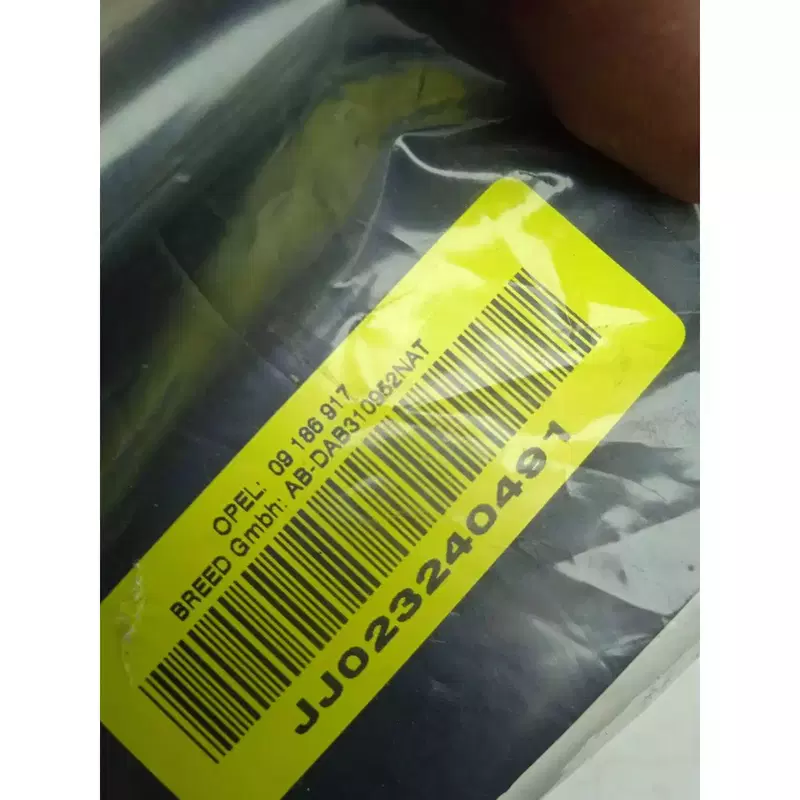 OPEL: 09 186 917
BREED Gmbh: AB-DAB310952NAT
JJ023240491